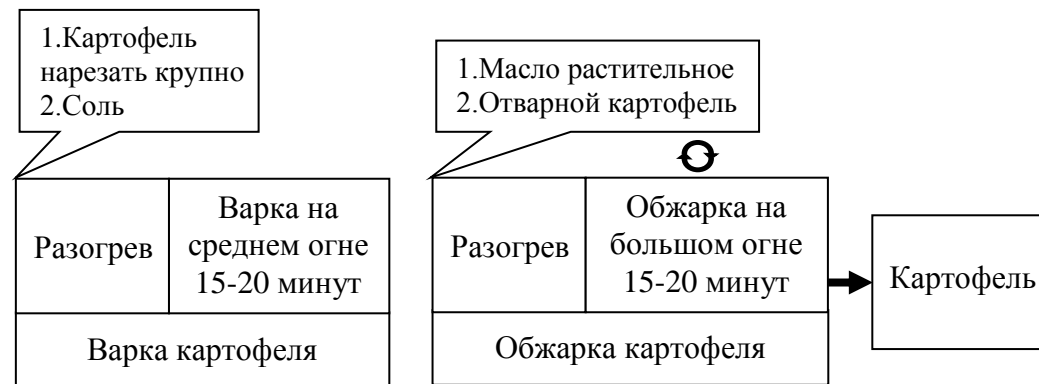 1.Картофель
нарезать крупно
2.Соль
Разогрев
Варка на
среднем огне
15-20 минут
Варка картофеля
1.Масло растительное
2.Отварной картофель
Разогрев
Обжарка на
большом огне
15-20 минут
Обжарка картофеля
Картофель